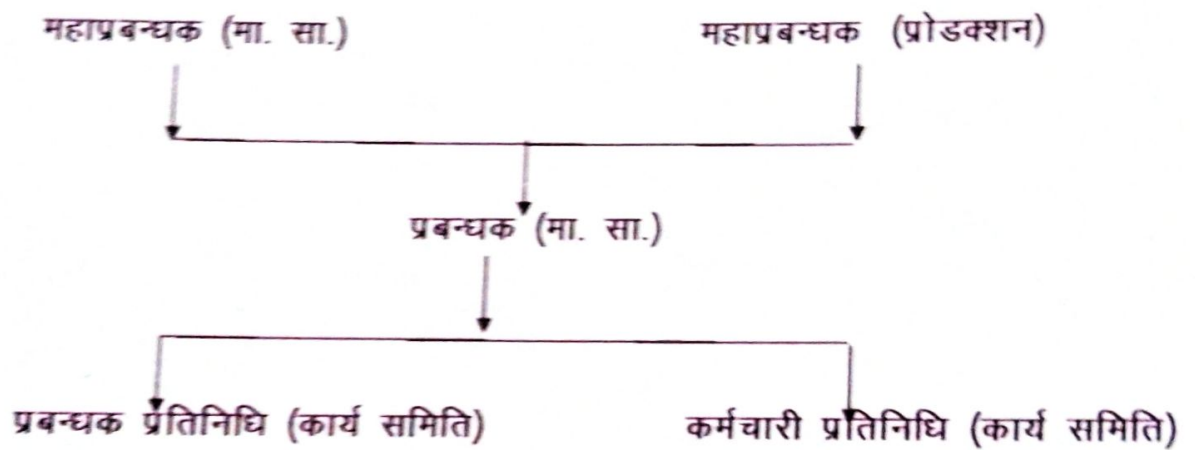 महाप्रबन्धक (मा. सा.) महाप्रबन्धक (प्रोडक्शन)
प्रबन्धक (मा. सा.)
प्रबन्धक प्रतिनिधि (कार्य समिति) कर्मचारी प्रतिनिधि (कार्य समिति)